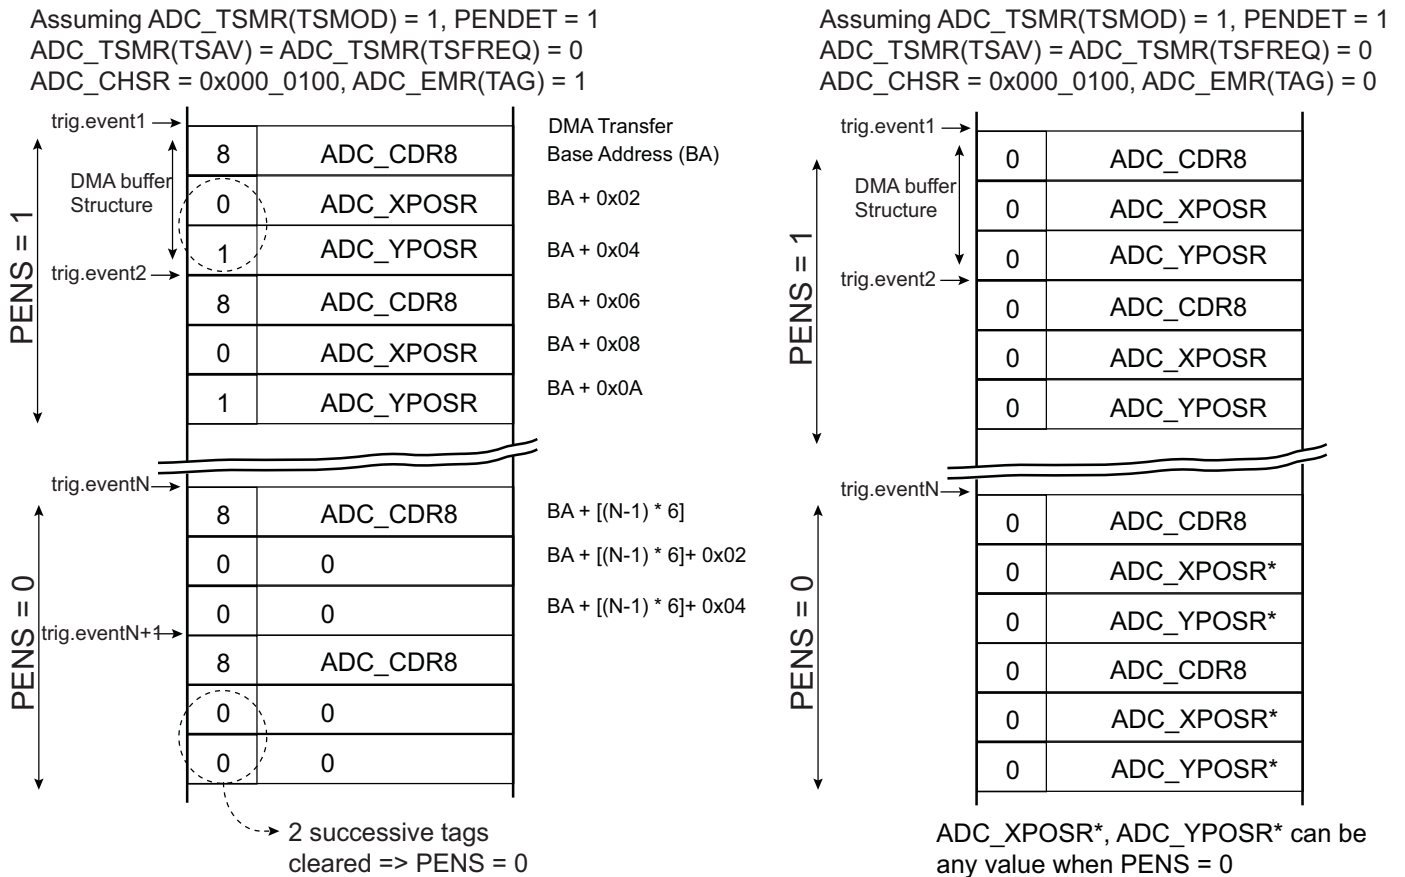 Assuming ADC_TSMR(TSMOD) = 1, PENDET = 1
ADC_TSMR(TSAV) = ADC_TSMR(TSFREQ) = 0
ADC_CHSR = 0x000_0100, ADC_EMR(TAG) = 1
trig.event1
DMA Transfer
8 ADC_CDR8 Base Address (BA)
DMA buffer
Structure
0 ADC_XPOSR BA + 0x02
1 ADC_YPOSR BA + 0x04
PENS = 1
trig.event2
8 ADC_CDR8 BA + 0x06
0 ADC_XPOSR BA + 0x08
1 ADC_YPOSR BA + 0x0A
trig.eventN
8 ADC_CDR8 BA + [(N-1) * 6]
0 0 BA + [(N-1) * 6]+ 0x02
0 0 BA + [(N-1) * 6]+ 0x04
PENS = 0
trig.eventN+1
8 ADC_CDR8
0 0
0 0
2 successive tags
cleared => PENS = 0
Assuming ADC_TSMR(TSMOD) = 1, PENDET = 1
ADC_TSMR(TSAV) = ADC_TSMR(TSFREQ) = 0
ADC_CHSR = 0x000_0100, ADC_EMR(TAG) = 0
trig.event1
0 ADC_CDR8
DMA buffer
Structure
0 ADC_XPOSR
0 ADC_YPOSR
PENS = 1
trig.event2
0 ADC_CDR8
0 ADC_XPOSR
0 ADC_YPOSR
trig.eventN
0 ADC_CDR8
0 ADC_XPOSR*
0 ADC_YPOSR*
PENS = 0
0 ADC_CDR8
0 ADC_XPOSR*
0 ADC_YPOSR*
ADC_XPOSR*, ADC_YPOSR* can be
any value when PENS = 0